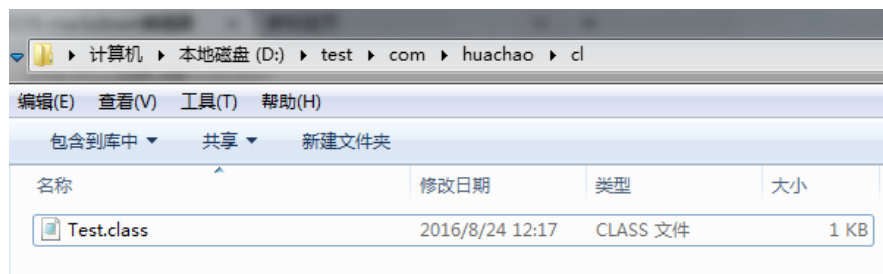 计算机 本地磁盘 (D:) test com huachao cl
编辑(E) 查看(V) 工具(T) 帮助(H)
包含到库中 共享 新建文件夹
名称 修改日期 类型 大小
Test.class 2016/8/24 12:17 CLASS 文件 1 KB